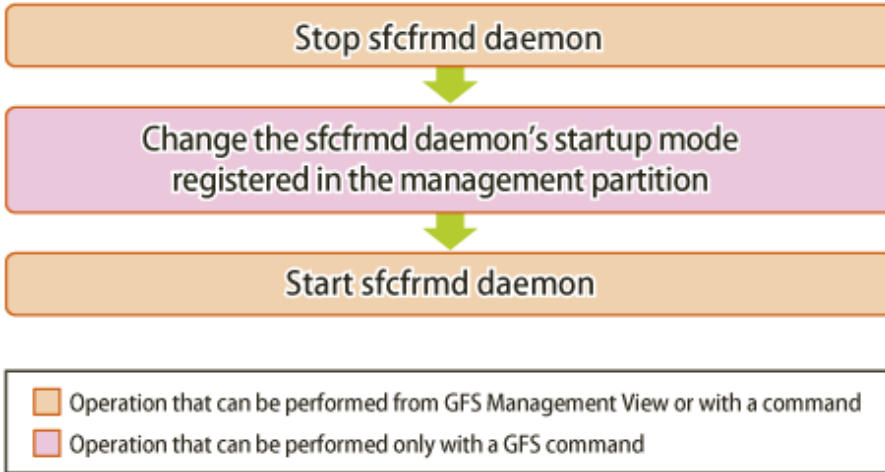 Stop sfcfrmd daemon
Change the sfcfrmd daemon's startup mode
registered in the management partition
Start sfcfrmd daemon
Operation that can be performed from GFS Management View or with a command
Operation that can be performed only with a GFS command